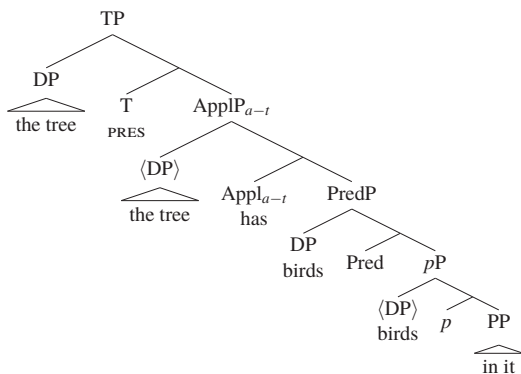 TP
DP
T
ApplP_{a−t}
the tree
PRES
⟨DP⟩
Appl_{a−t}
PredP
the tree
has
DP
Pred
pP
birds
⟨DP⟩
p
PP
birds
in it